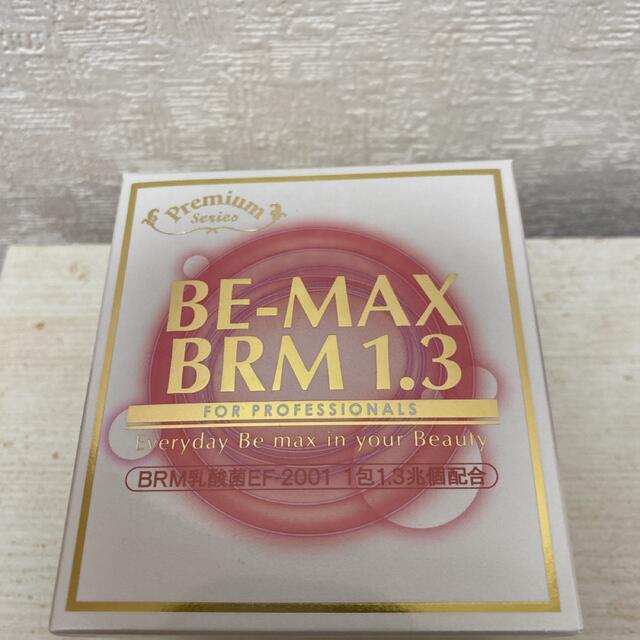 Premium
Series
BE-MAX
BRM 1.3
FOR PROFESSIONALS
Everyday Be max in your Beauty
BRM乳酸菌EF-2001 1包1.3兆個配合